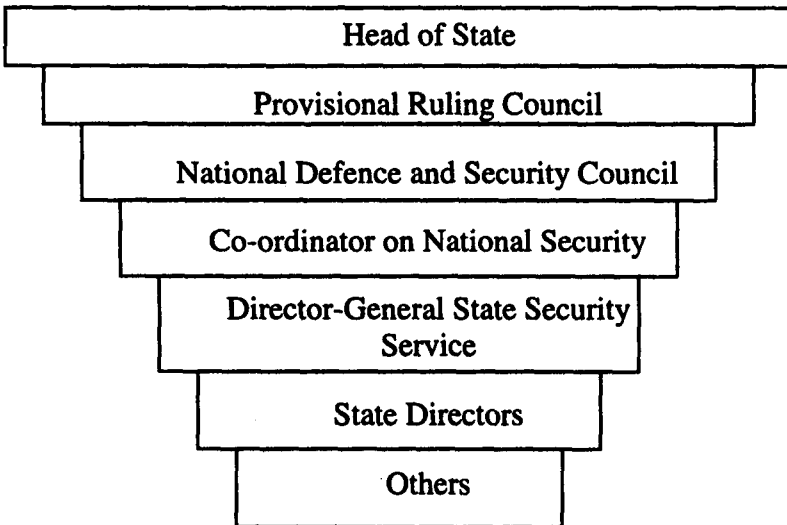 Head of State
Provisional Ruling Council
National Defence and Security Council
Co-ordinator on National Security
Director-General State Security
Service
State Directors
Others